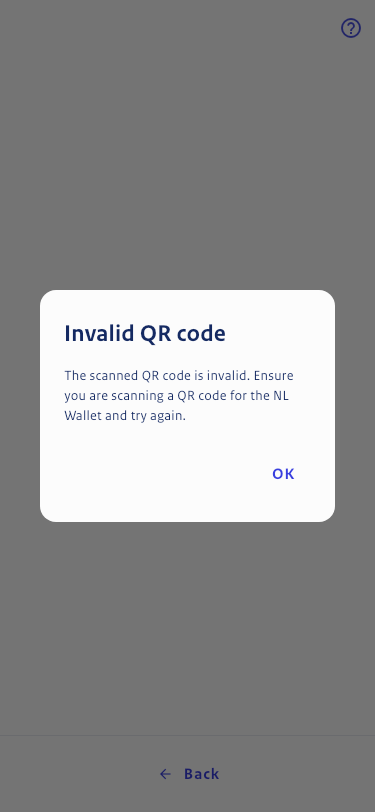 Invalid QR code
The scanned QR code is invalid. Ensure
you are scanning a QR code for the NL
Wallet and try again.
OK
Back